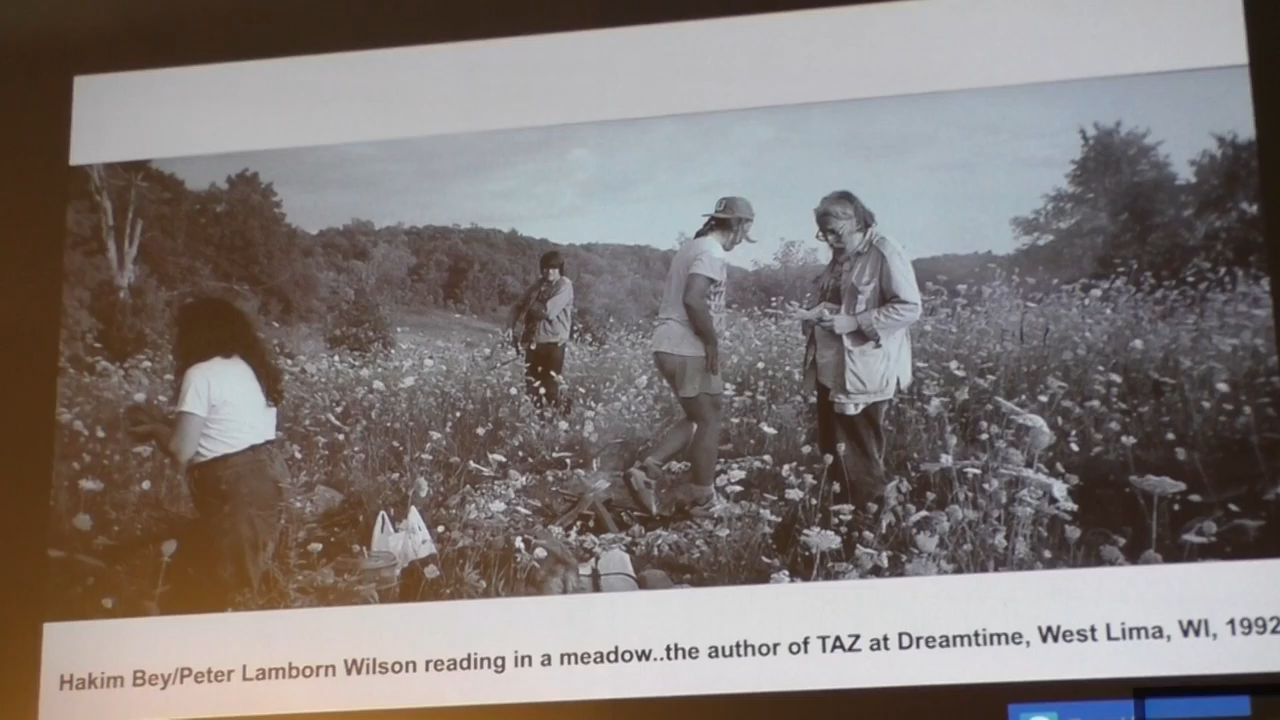 Hakim Bey/Peter Lamborn Wilson reading in a meadow..the author of TAZ at Dreamtime, West Lima, WI, 1992